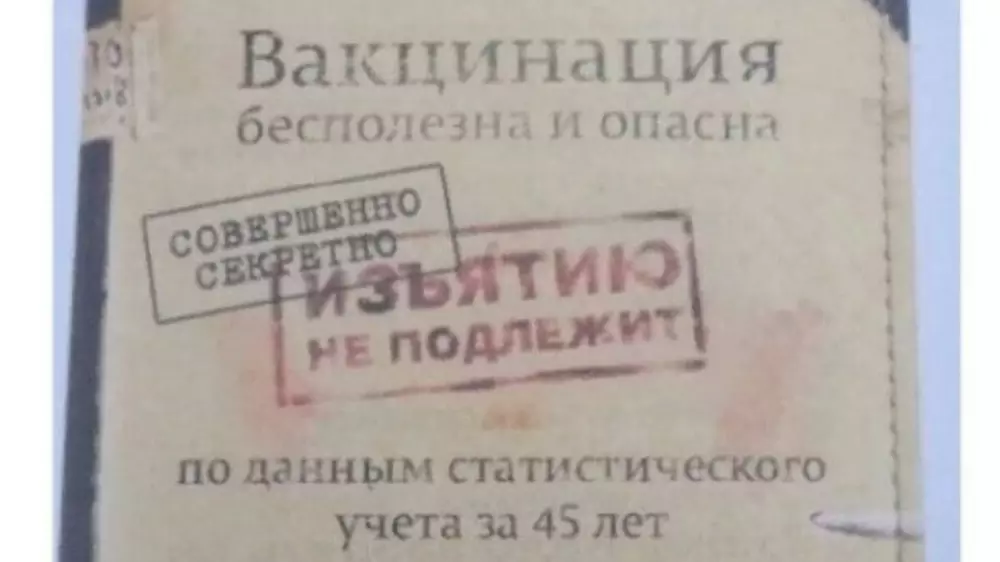 Вакцинация
бесполезна и опасна
СОВЕРШЕННО
СЕКРЕТНО
ИЗЪЯТИЮ
НЕ ПОДЛЕЖИТ
по данным статистического
учета за 45 лет